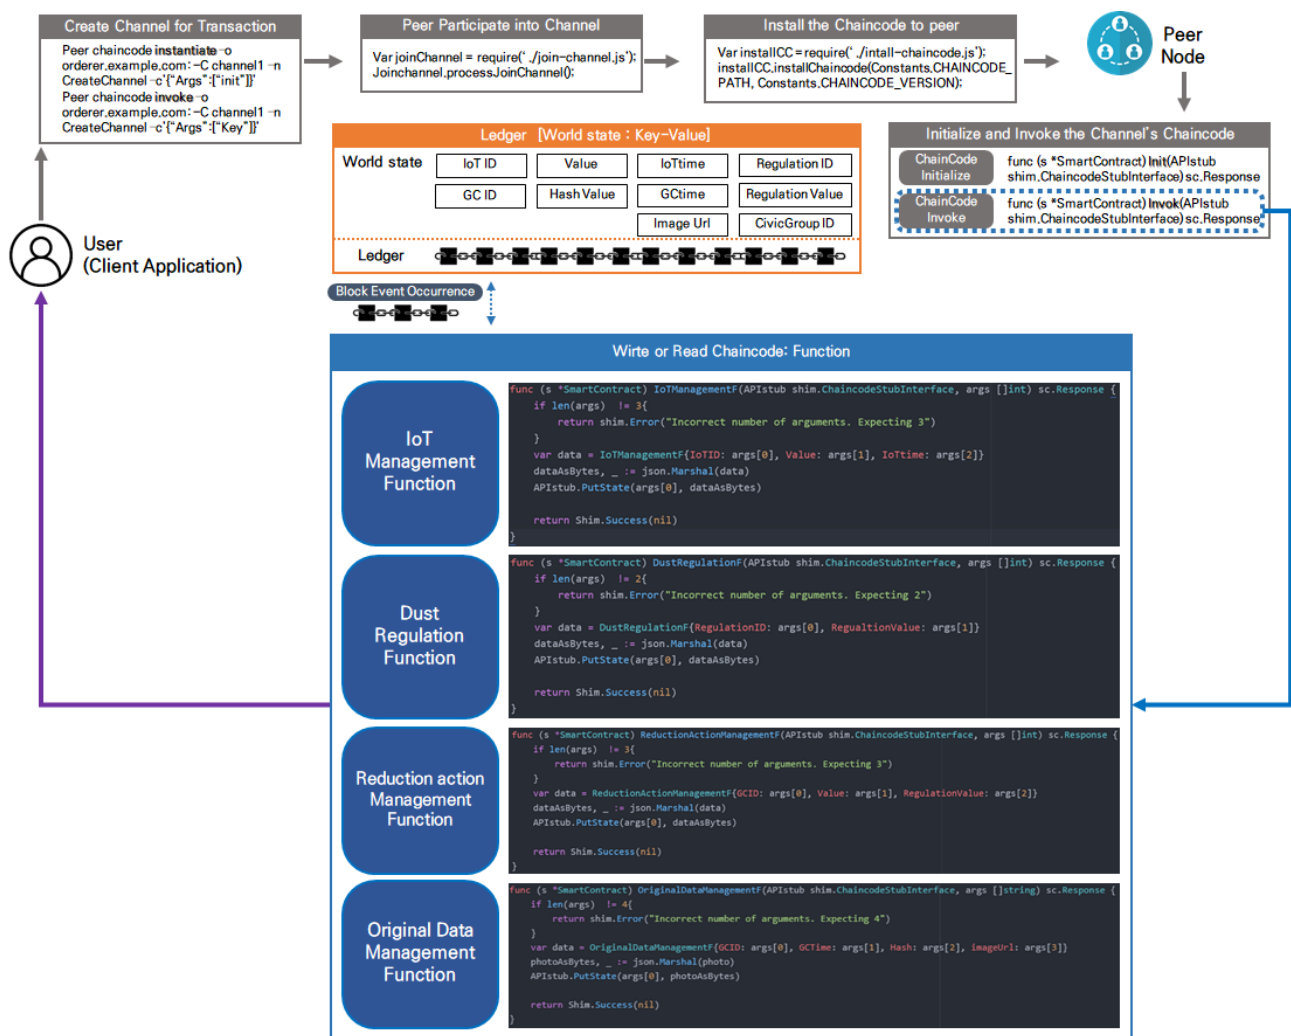 Create Channel for Transaction
Peer chaincode instantiate -o
orderer.example.com: -C channel1 -n
CreateChannel -c'{"Args":["init"]}'
Peer chaincode invoke -o
orderer.example.com: -C channel1 -n
CreateChannel -c'{"Args":["Key"]}'
Peer Participate into Channel
Var joinChannel = require('./join-channel.js');
Joinchannel.processJoinChannel();
Install the Chaincode to peer
Var installCC = require('./intall-chaincode.js');
installCC.installChaincode(Constants.CHAINCODE_
PATH, Constants.CHAINCODE_VERSION);
Peer
Node
Initialize and Invoke the Channel's Chaincode
ChainCode
Initialize
func (s *SmartContract) Init(APIstub
shim.ChaincodeStubInterface) sc.Response
ChainCode
Invoke
func (s *SmartContract) Invok(APIstub
shim.ChaincodeStubInterface) sc.Response
User
(Client Application)
Ledger [World state : Key-Value]
World state
IoT ID
Value
IoTtime
Regulation ID
GC ID
Hash Value
GCtime
Regulation Value
Image Url
CivicGroup ID
Ledger
Block Event Occurrence
Wirte or Read Chaincode: Function
IoT
Management
Function
func (s *SmartContract) IoTManagementF(APIstub shim.ChaincodeStubInterface, args []int) sc.Response {
if len(args) != 3{
return shim.Error("Incorrect number of arguments. Expecting 3")
}
var data = IoTManagementF{IoTID: args[0], Value: args[1], IoTtime: args[2]}
dataAsBytes, _ := json.Marshal(data)
APIstub.PutState(args[0], dataAsBytes)
return Shim.Success(nil)
}
Dust
Regulation
Function
func (s *SmartContract) DustRegulationF(APIstub shim.ChaincodeStubInterface, args []int) sc.Response {
if len(args) != 2{
return shim.Error("Incorrect number of arguments. Expecting 2")
}
var data = DustRegulationF{RegulationID: args[0], RegualtionValue: args[1]}
dataAsBytes, _ := json.Marshal(data)
APIstub.PutState(args[0], dataAsBytes)
return Shim.Success(nil)
}
Reduction action
Management
Function
func (s *SmartContract) ReductionActionManagementF(APIstub shim.ChaincodeStubInterface, args []int) sc.Response {
if len(args) != 3{
return shim.Error("Incorrect number of arguments. Expecting 3")
}
var data = ReductionActionManagementF{GCID: args[0], Value: args[1], RegulationValue: args[2]}
dataAsBytes, _ := json.Marshal(data)
APIstub.PutState(args[0], dataAsBytes)
return Shim.Success(nil)
}
Original Data
Management
Function
func (s *SmartContract) OriginalDataManagementF(APIstub shim.ChaincodeStubInterface, args []string) sc.Response {
if len(args) != 4{
return shim.Error("Incorrect number of arguments. Expecting 4")
}
var data = OriginalDataManagementF{GCID: args[0], GCTime: args[1], Hash: args[2], imageUrl: args[3]}
photoAsBytes, _ := json.Marshal(photo)
APIstub.PutState(args[0], photoAsBytes)
return Shim.Success(nil)
}